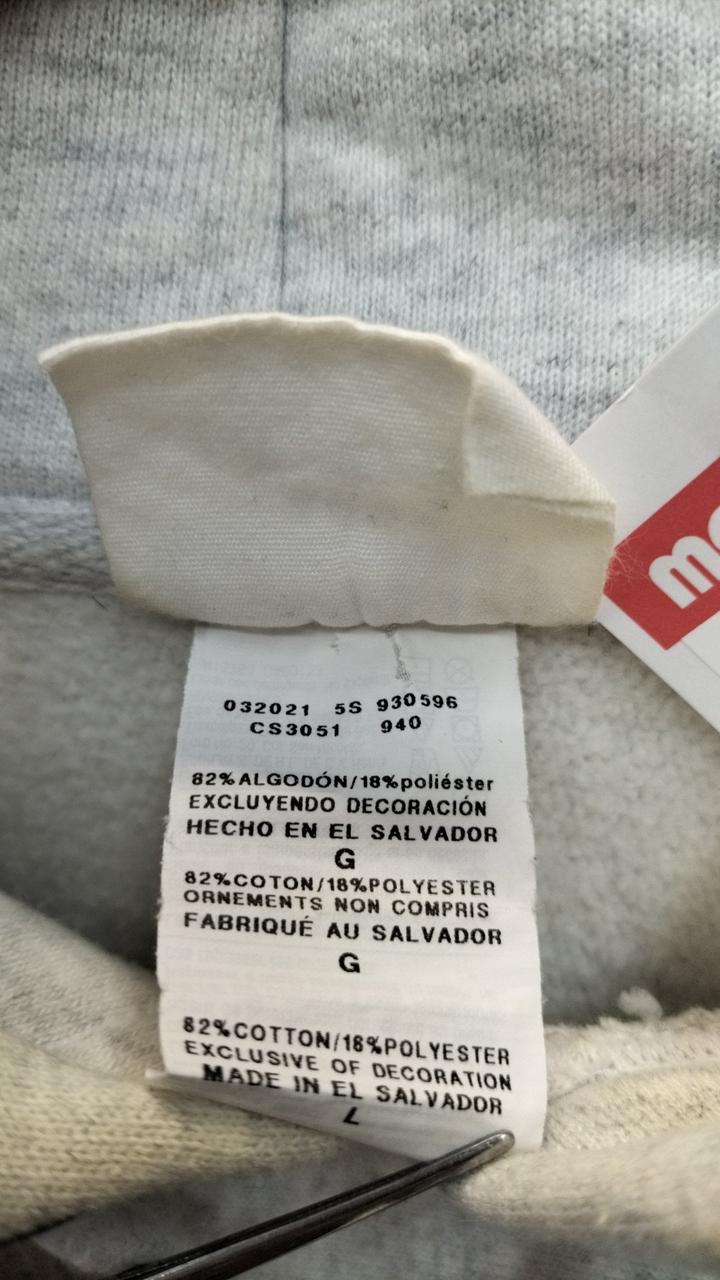 032021 5S 930596
CS3051 940
82%ALGODÓN/18%poliéster
EXCLUYENDO DECORACIÓN
HECHO EN EL SALVADOR
G
82%COTON/18%POLYESTER
ORNEMENTS NON COMPRIS
FABRIQUÉ AU SALVADOR
G
82%COTTON/18%POLYESTER
EXCLUSIVE OF DECORATION
MADE IN EL SALVADOR
L